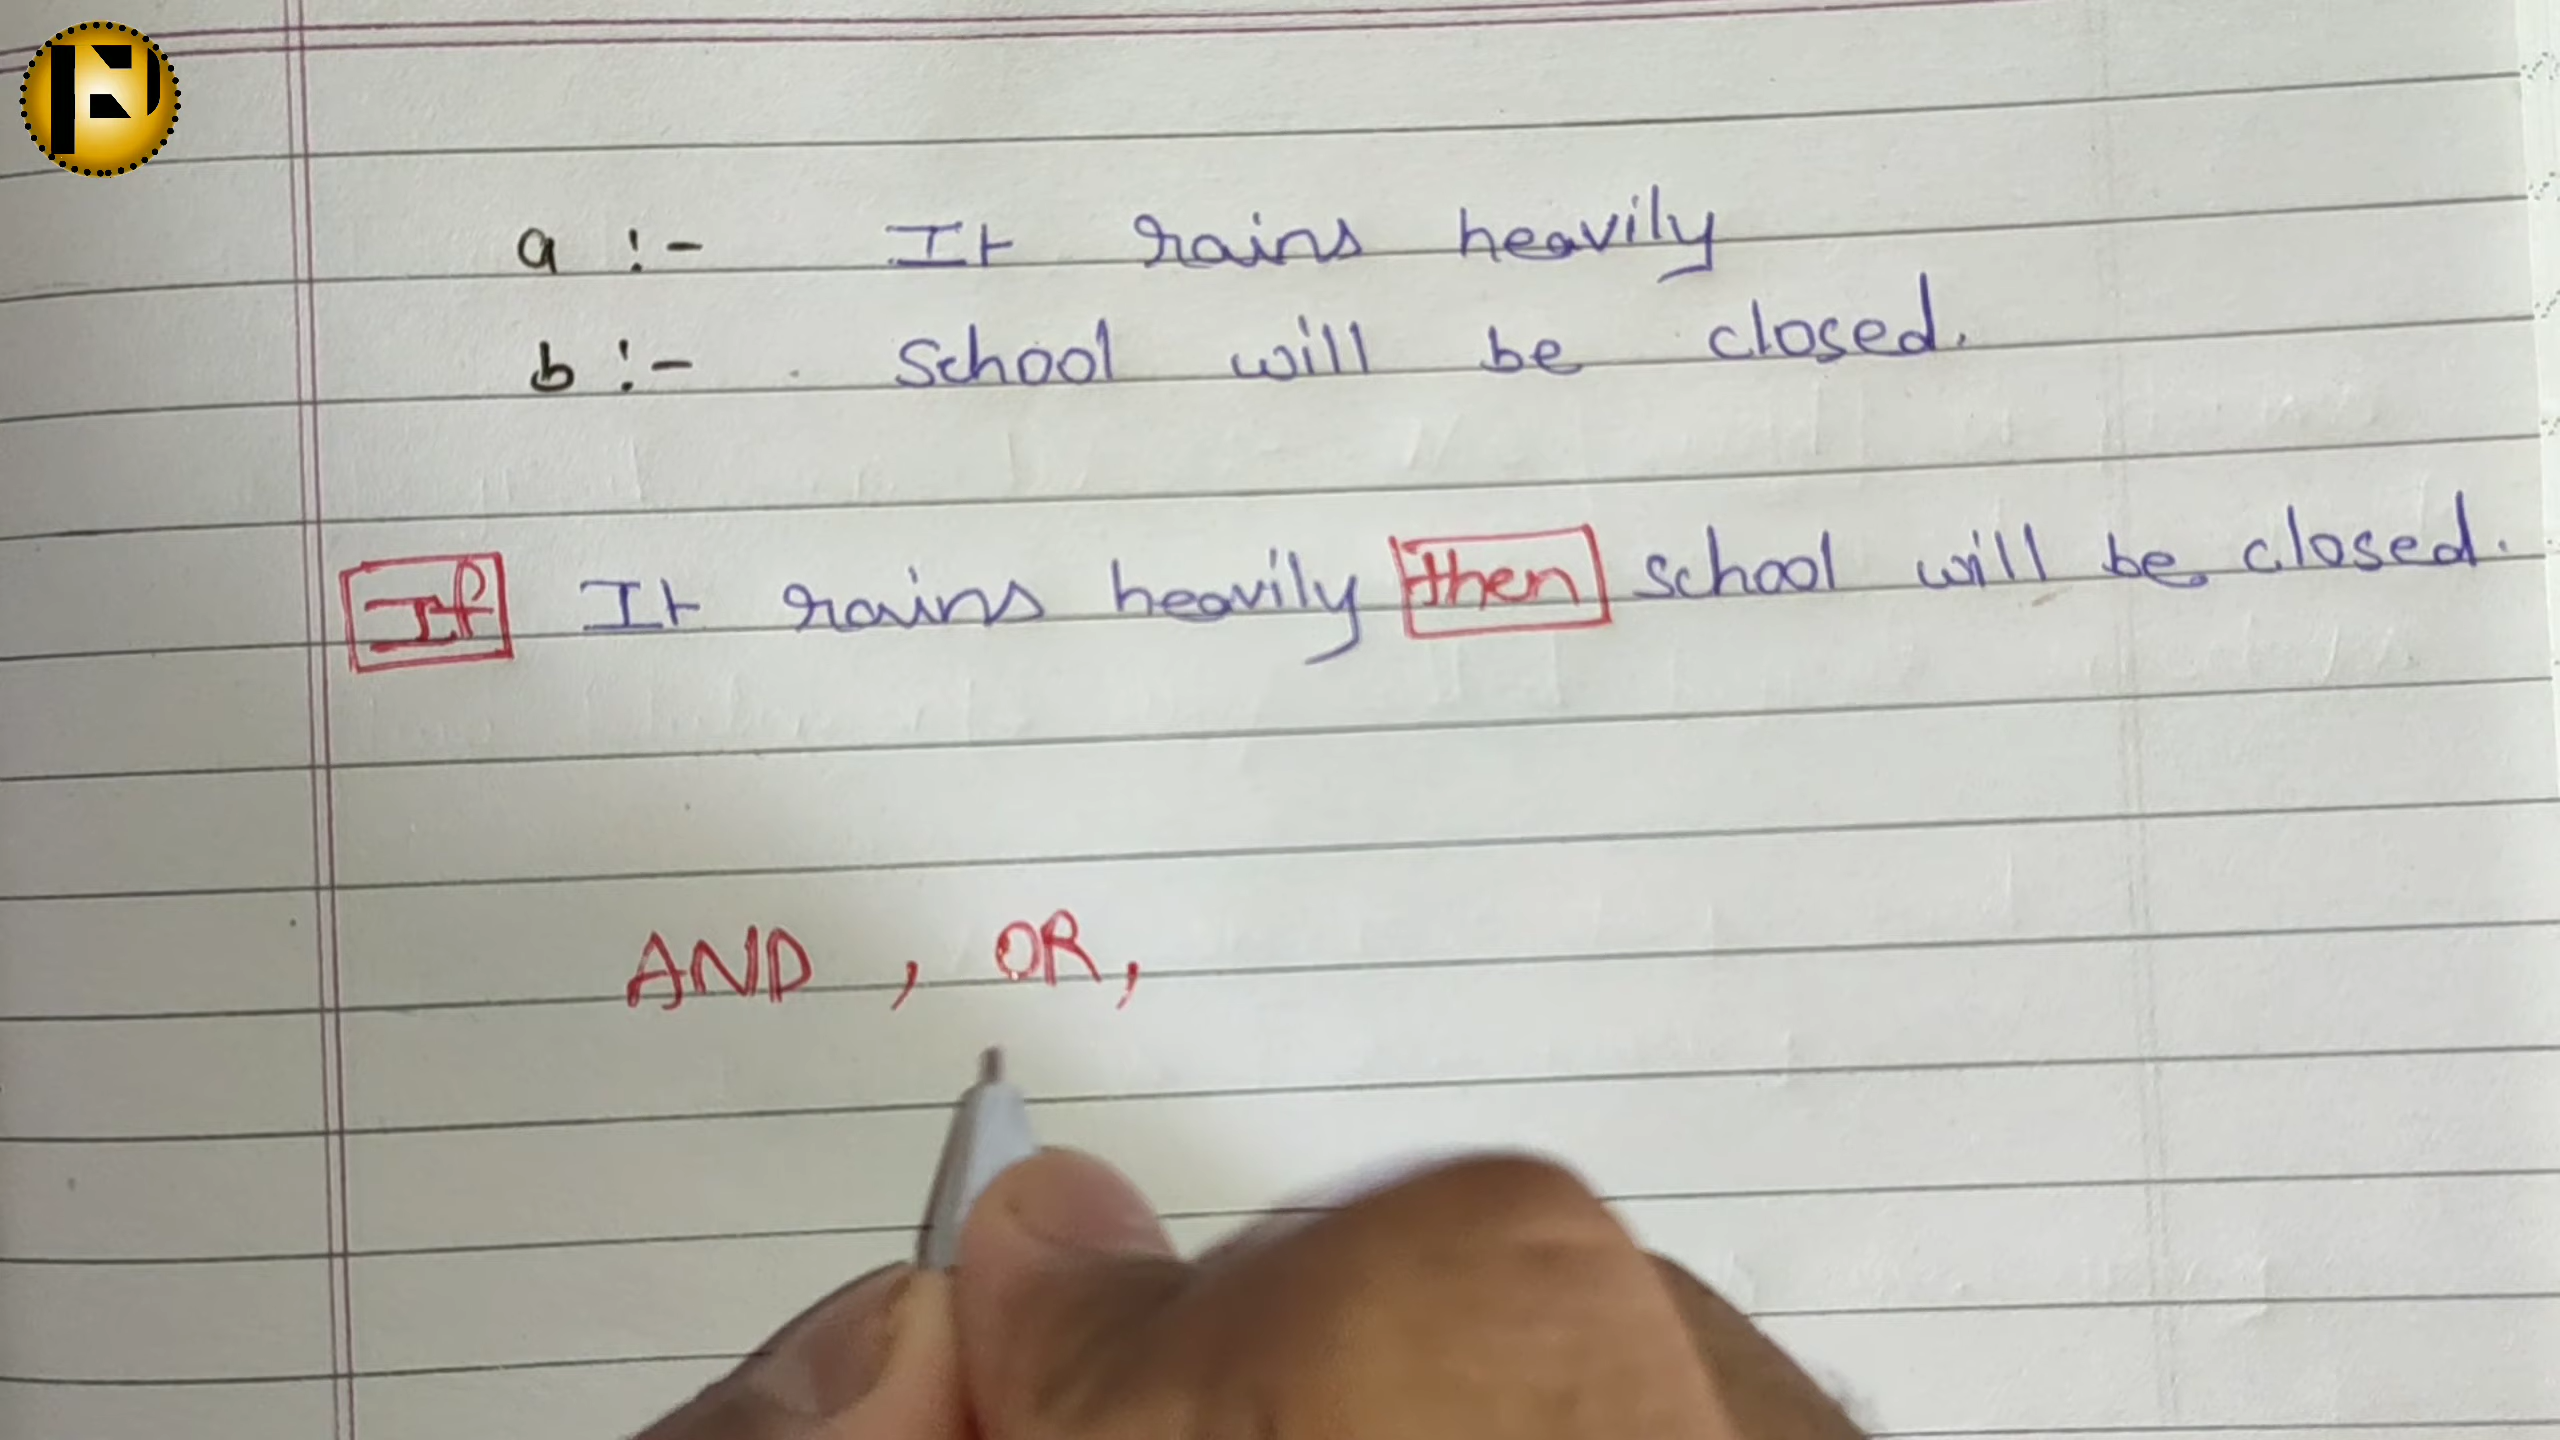 a :- It rains heavily
b :- School will be closed.
If It rains heavily then school will be closed.
AND , OR,